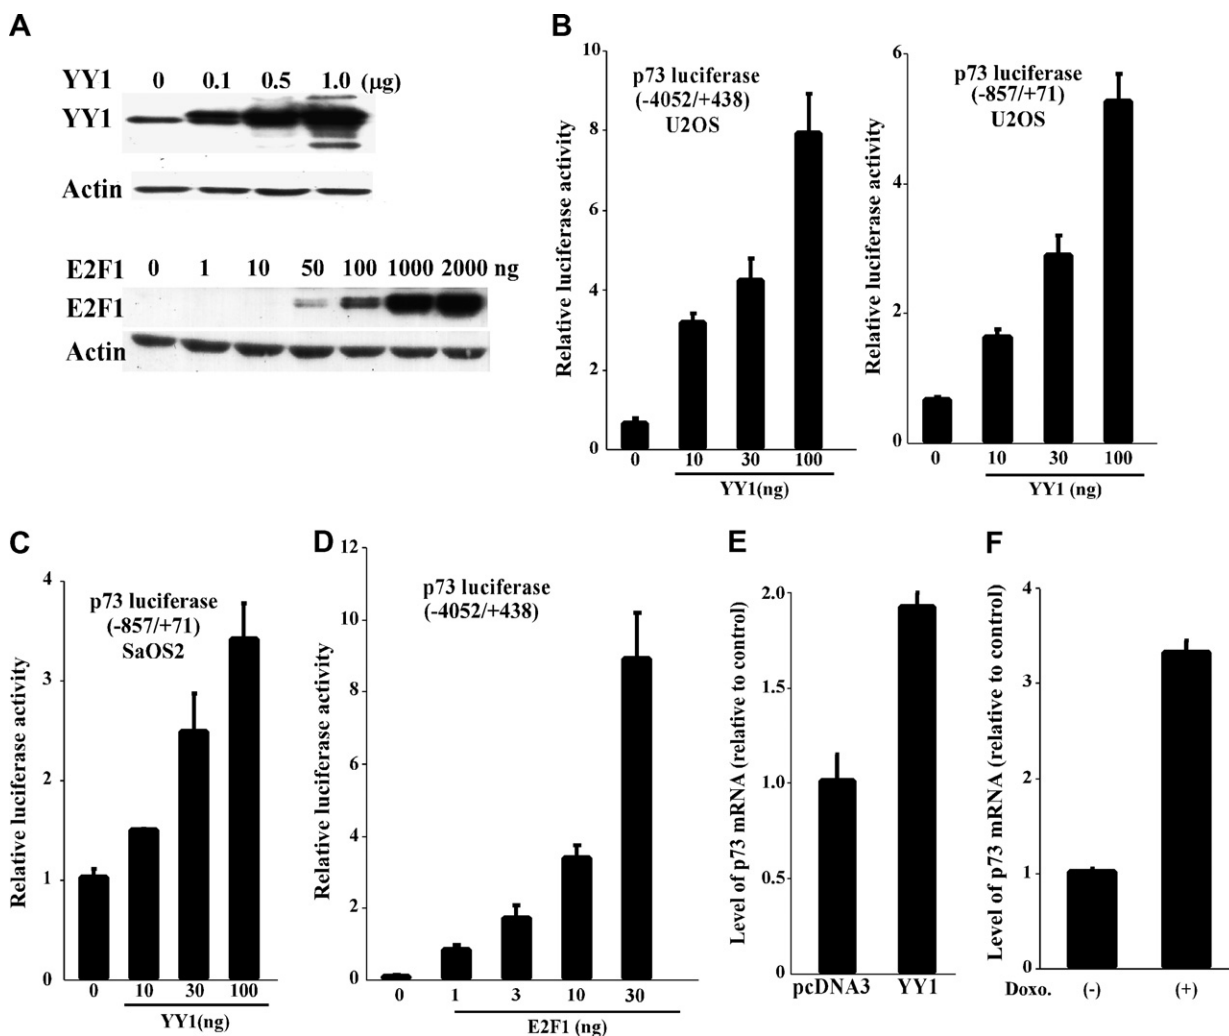 A
YY1 0 0.1 0.5 1.0 (μg)
YY1
Actin
E2F1 0 1 10 50 100 1000 2000 ng
E2F1
Actin
B
Relative luciferase activity
10
8
6
4
2
0
p73 luciferase
(-4052/+438)
U2OS
0 10 30 100
YY1(ng)
Relative luciferase activity
6
4
2
0
p73 luciferase
(-857/+71)
U2OS
0 10 30 100
YY1 (ng)
C
Relative luciferase activity
4
3
2
1
0
p73 luciferase
(-857/+71)
SaOS2
0 10 30 100
YY1(ng)
D
Relative luciferase activity
12
10
8
6
4
2
0
p73 luciferase
(-4052/+438)
0 1 3 10 30
E2F1 (ng)
E
Level of p73 mRNA (relative to control)
2.0
1.5
1.0
0.5
0
pcDNA3 YY1
F
Level of p73 mRNA (relative to control)
4
3
2
1
0
Doxo. (-) (+)